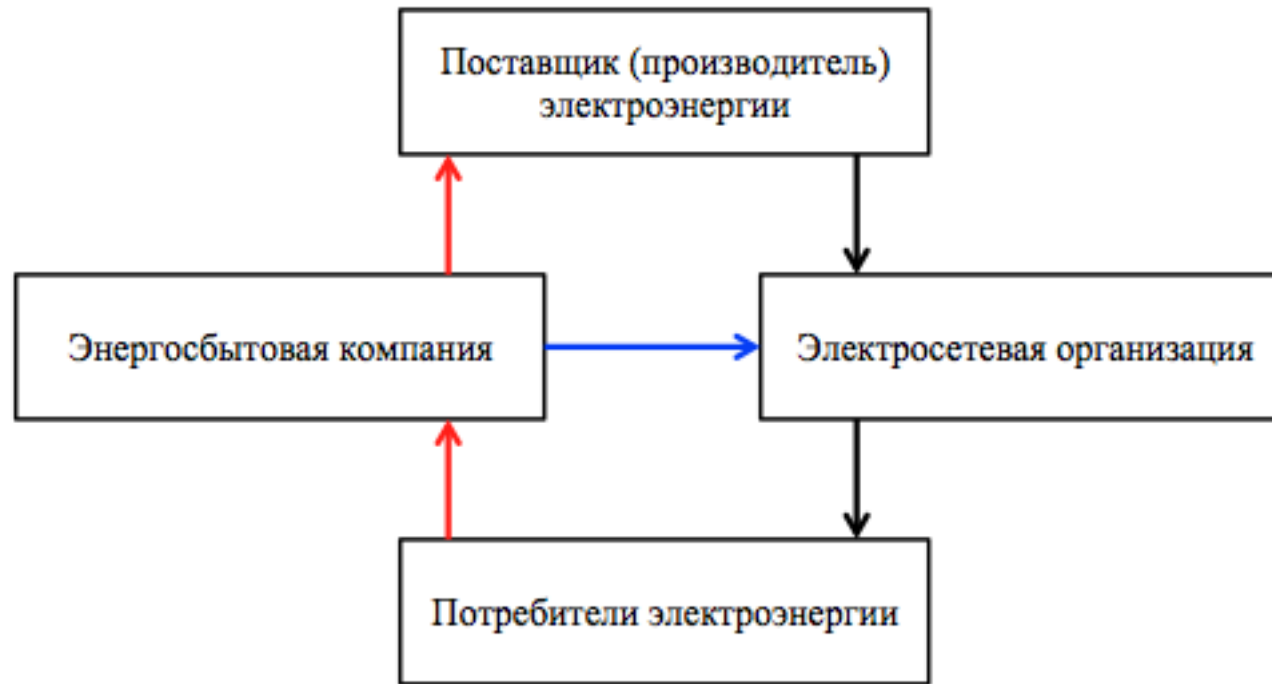 Поставщик (производитель)
электроэнергии
Энергосбытовая компания
Электросетевая организация
Потребители электроэнергии